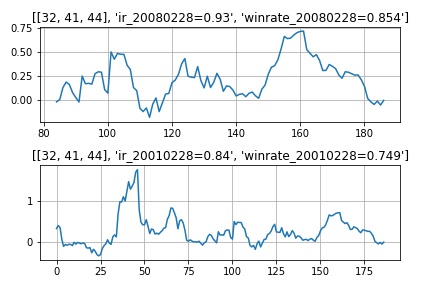 [[32, 41, 44], 'ir_20080228=0.93', 'winrate_20080228=0.854']
0.75
0.50
0.25
0.00
80 100 120 140 160 180
[[32, 41, 44], 'ir_20010228=0.84', 'winrate_20010228=0.749']
1
0
0 25 50 75 100 125 150 175